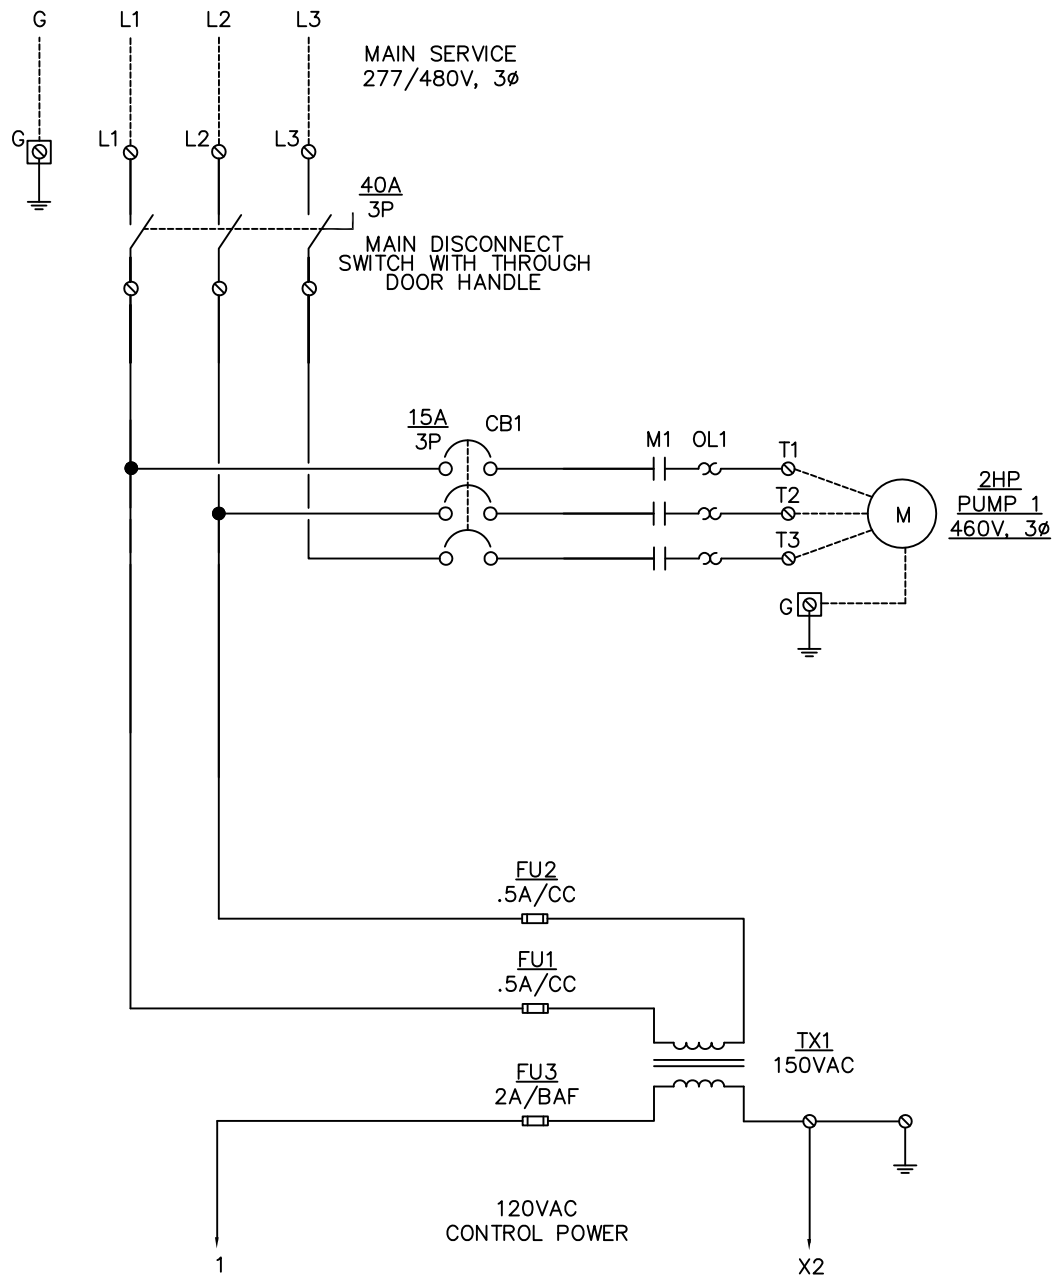 G L1 L2 L3
MAIN SERVICE
277/480V, 3ø
G L1 L2 L3
40A
3P
MAIN DISCONNECT
SWITCH WITH THROUGH
DOOR HANDLE
15A
3P
CB1
M1 OL1
T1
T2
T3
M
2HP
PUMP 1
460V, 3ø
G
FU2
.5A/CC
FU1
.5A/CC
TX1
150VAC
FU3
2A/BAF
120VAC
CONTROL POWER
1 X2